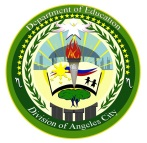 Department of Education
Division of Angeles City